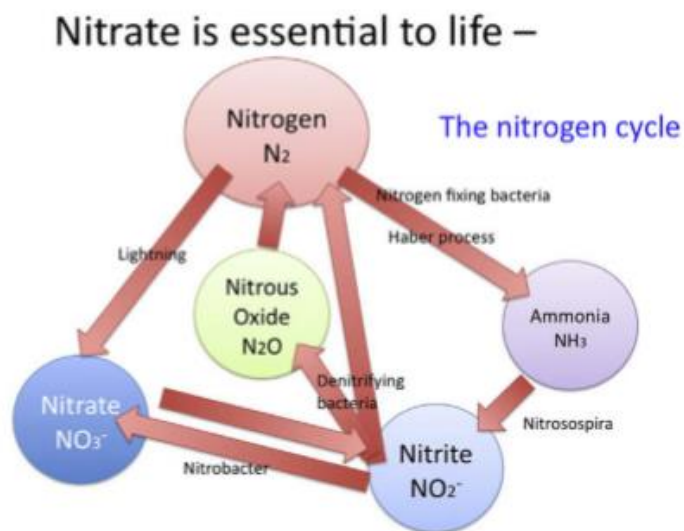 Nitrate is essential to life –
The nitrogen cycle
Nitrogen
N₂
Nitrogen fixing bacteria
Haber process
Lightning
Nitrous
Oxide
N₂O
Ammonia
NH₃
Denitrifying
bacteria
Nitrosospira
Nitrate
NO₃⁻
Nitrobacter
Nitrite
NO₂⁻